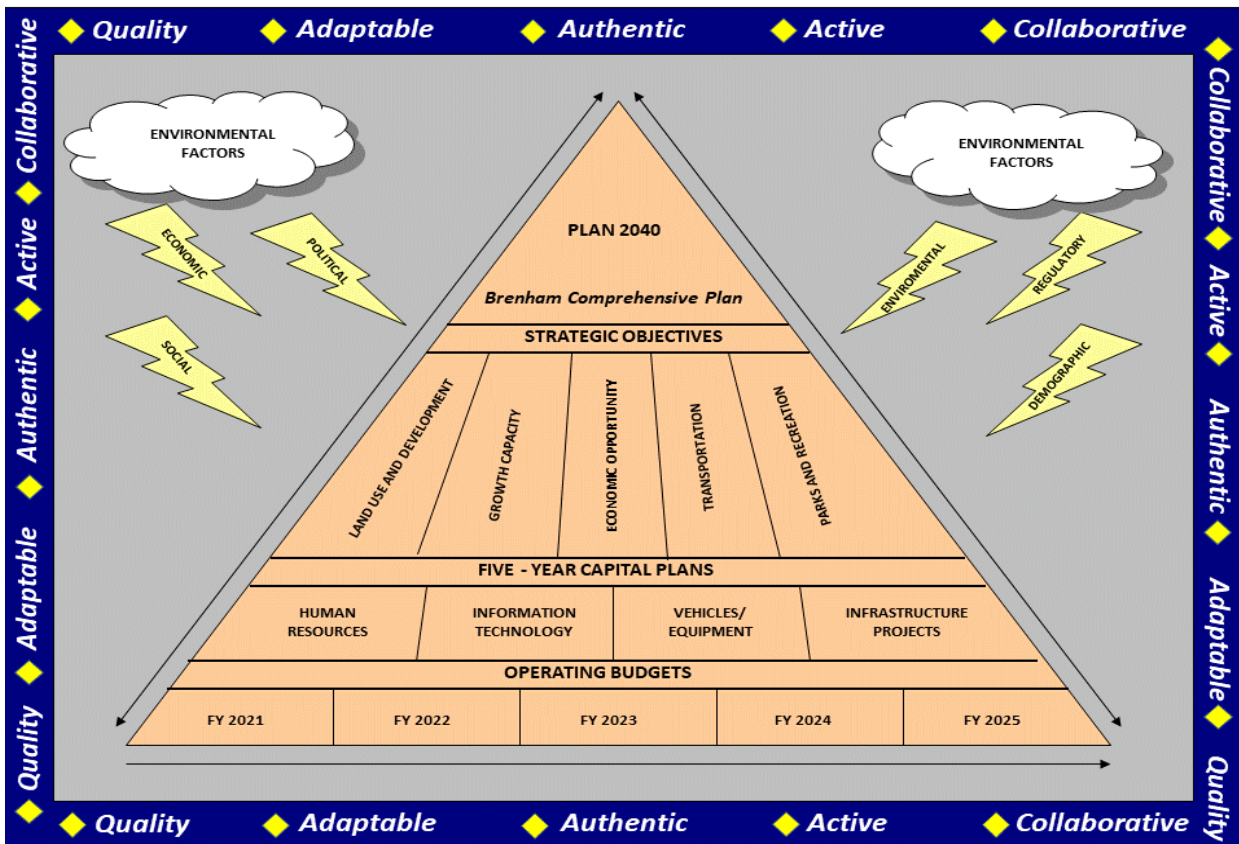 Quality Adaptable Authentic Active Collaborative
Collaborative
Active
Authentic
Adaptable
Quality
ENVIRONMENTAL
FACTORS
ECONOMIC
POLITICAL
SOCIAL
PLAN 2040
Brenham Comprehensive Plan
STRATEGIC OBJECTIVES
LAND USE AND DEVELOPMENT
GROWTH CAPACITY
ECONOMIC OPPORTUNITY
TRANSPORTATION
PARKS AND RECREATION
FIVE - YEAR CAPITAL PLANS
HUMAN
RESOURCES
INFORMATION
TECHNOLOGY
VEHICLES/
EQUIPMENT
INFRASTRUCTURE
PROJECTS
OPERATING BUDGETS
FY 2021
FY 2022
FY 2023
FY 2024
FY 2025
ENVIRONMENTAL
FACTORS
ENVIROMENTAL
REGULATORY
DEMOGRAPHIC
Collaborative
Active
Authentic
Adaptable
Quality
Quality Adaptable Authentic Active Collaborative